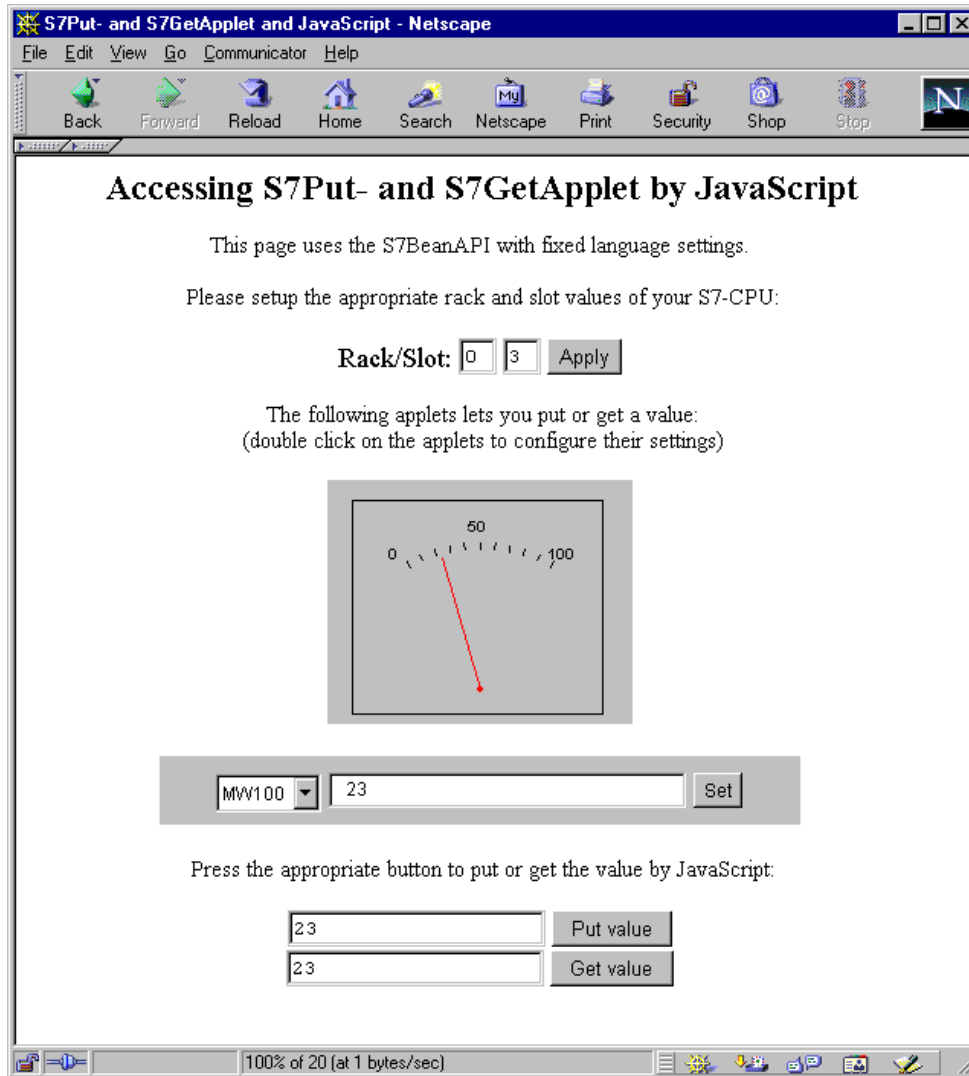 S7Put- and S7GetApplet and JavaScript - Netscape
File Edit View Go Communicator Help
My
N
Back Forward Reload Home Search Netscape Print Security Shop Stop
Accessing S7Put- and S7GetApplet by JavaScript
This page uses the S7BeanAPI with fixed language settings.
Please setup the appropriate rack and slot values of your S7-CPU:
Rack/Slot: 0 3 Apply
The following applets lets you put or get a value:
(double click on the applets to configure their settings)
50
0 100
MW100 23 Set
Press the appropriate button to put or get the value by JavaScript:
23 Put value
23 Get value
100% of 20 (at 1 bytes/sec)